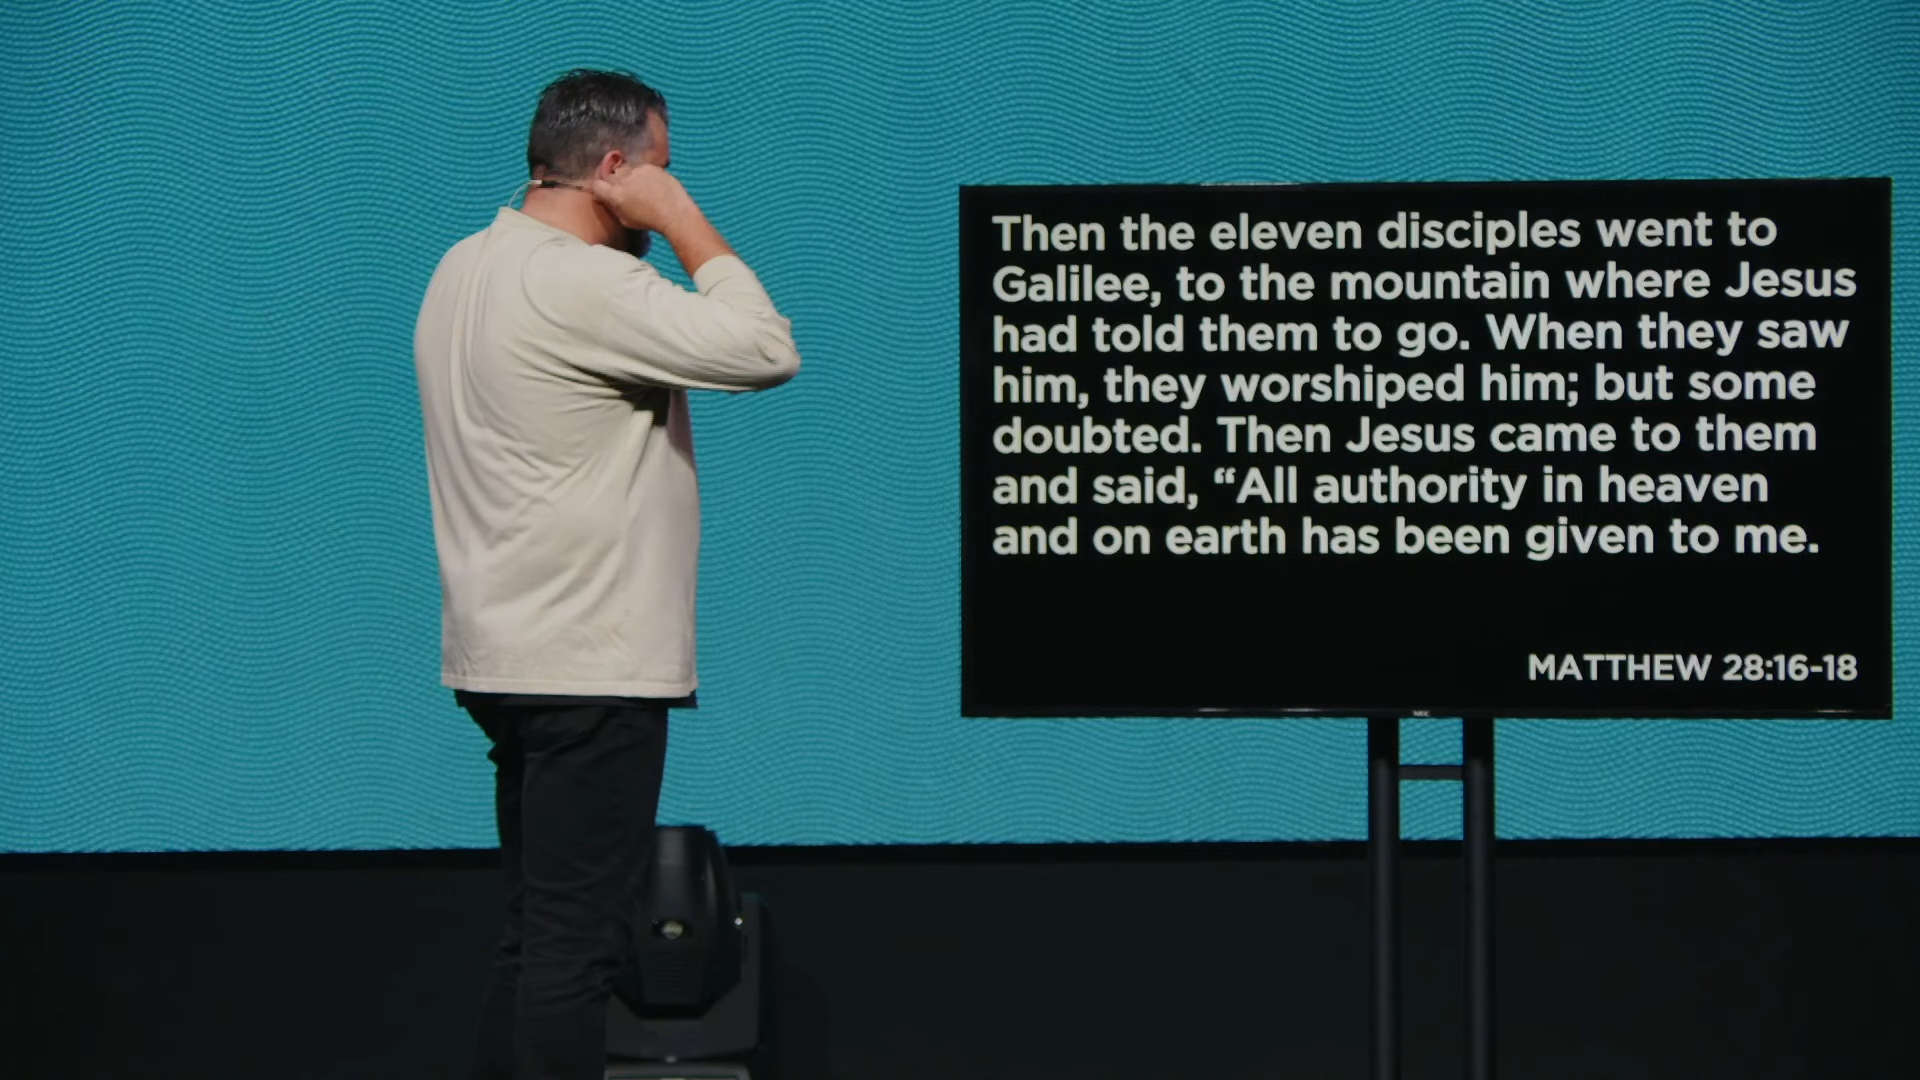 Then the eleven disciples went to
Galilee, to the mountain where Jesus
had told them to go. When they saw
him, they worshiped him; but some
doubted. Then Jesus came to them
and said, “All authority in heaven
and on earth has been given to me.
MATTHEW 28:16-18
NEC